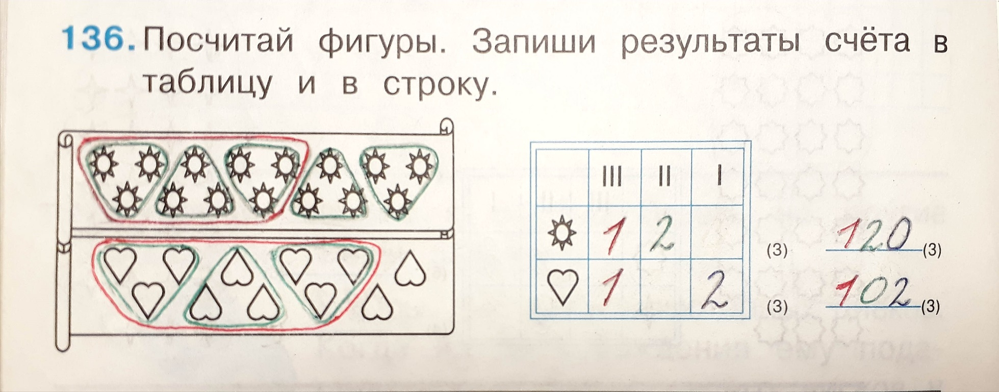 136. Посчитай фигуры. Запиши результаты счёта в
таблицу и в строку.
III II I
1 2 (3) 120 (3)
1 2 (3) 102 (3)